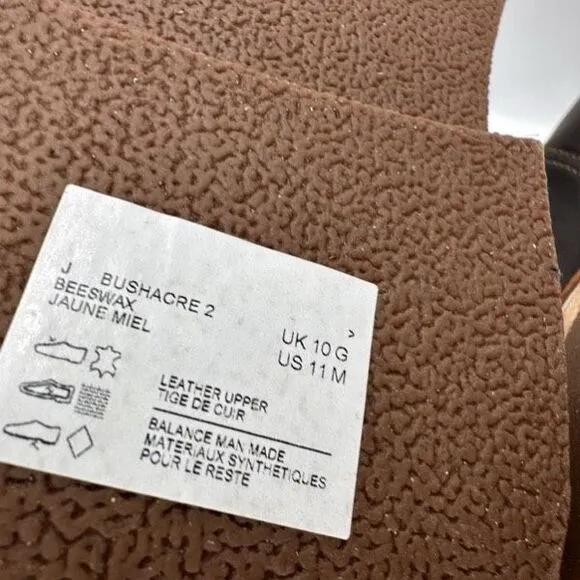 J BUSHACRE 2
BEESWAX
JAUNE MIEL
UK 10 G
US 11 M
LEATHER UPPER
TIGE DE CUIR
BALANCE MAN MADE
MATERIAUX SYNTHETIQUES
POUR LE RESTE